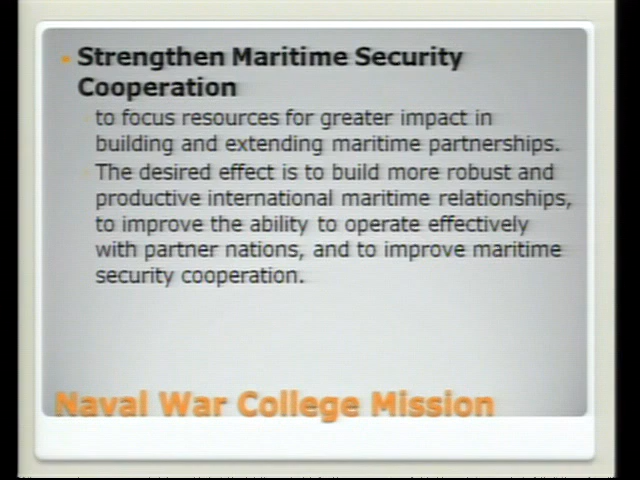 Strengthen Maritime Security
Cooperation
to focus resources for greater impact in
building and extending maritime partnerships.
The desired effect is to build more robust and
productive international maritime relationships,
to improve the ability to operate effectively
with partner nations, and to improve maritime
security cooperation.
Naval War College Mission